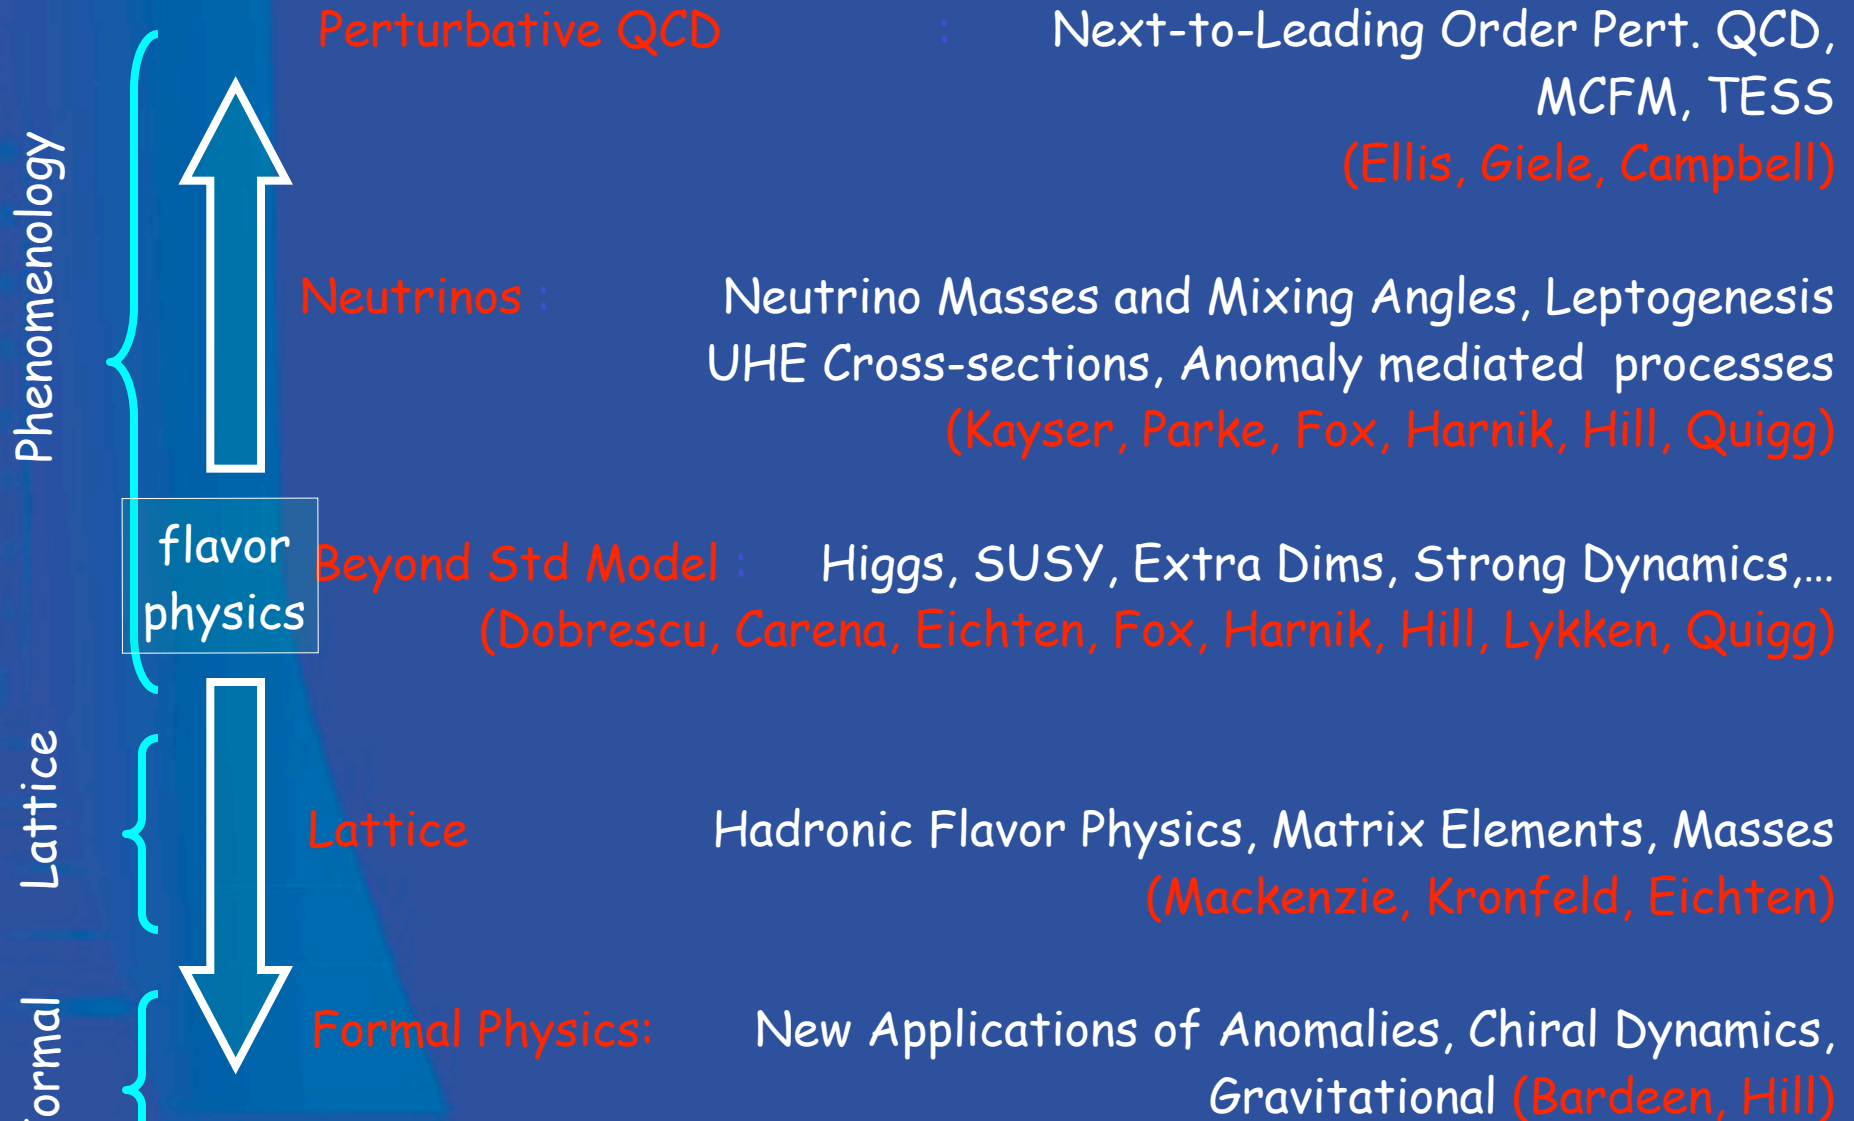 Perturbative QCD : Next-to-Leading Order Pert. QCD,
MCFM, TESS
(Ellis, Giele, Campbell)
Phenomenology
Neutrinos : Neutrino Masses and Mixing Angles, Leptogenesis
UHE Cross-sections, Anomaly mediated processes
(Kayser, Parke, Fox, Harnik, Hill, Quigg)
flavor
physics
Beyond Std Model : Higgs, SUSY, Extra Dims, Strong Dynamics,...
(Dobrescu, Carena, Eichten, Fox, Harnik, Hill, Lykken, Quigg)
Lattice
Lattice Hadronic Flavor Physics, Matrix Elements, Masses
(Mackenzie, Kronfeld, Eichten)
ormal
Formal Physics: New Applications of Anomalies, Chiral Dynamics,
Gravitational (Bardeen, Hill)